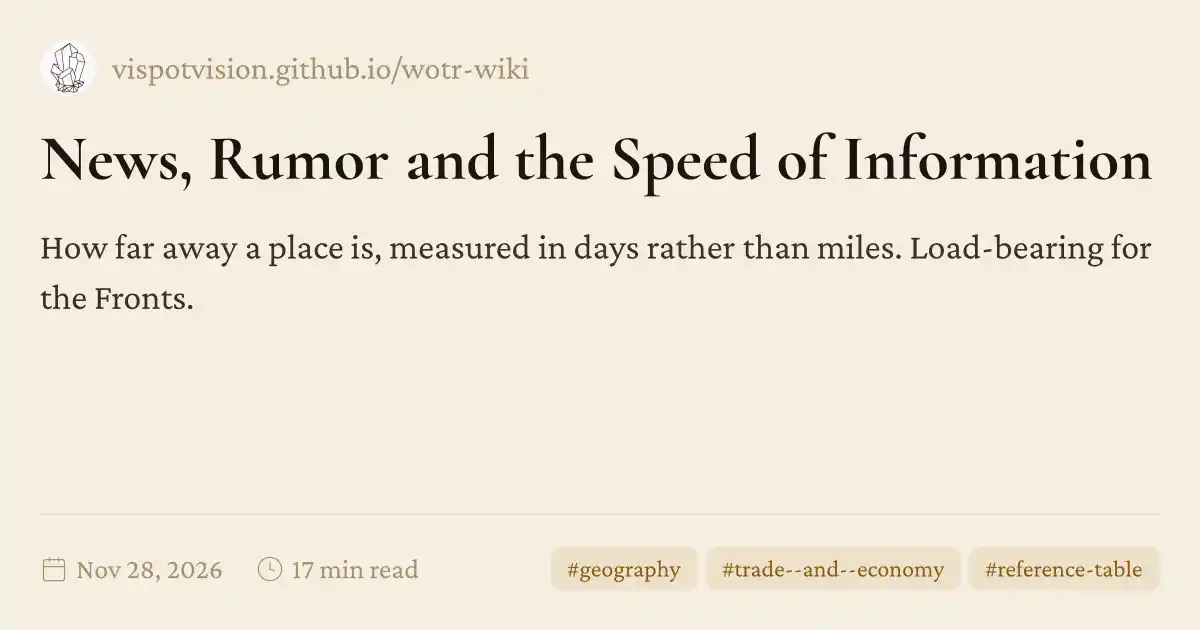 vispotvision.github.io/wotr-wiki
News, Rumor and the Speed of Information
How far away a place is, measured in days rather than miles. Load-bearing for
the Fronts.
Nov 28, 2026
17 min read
#geography
#trade--and--economy
#reference-table